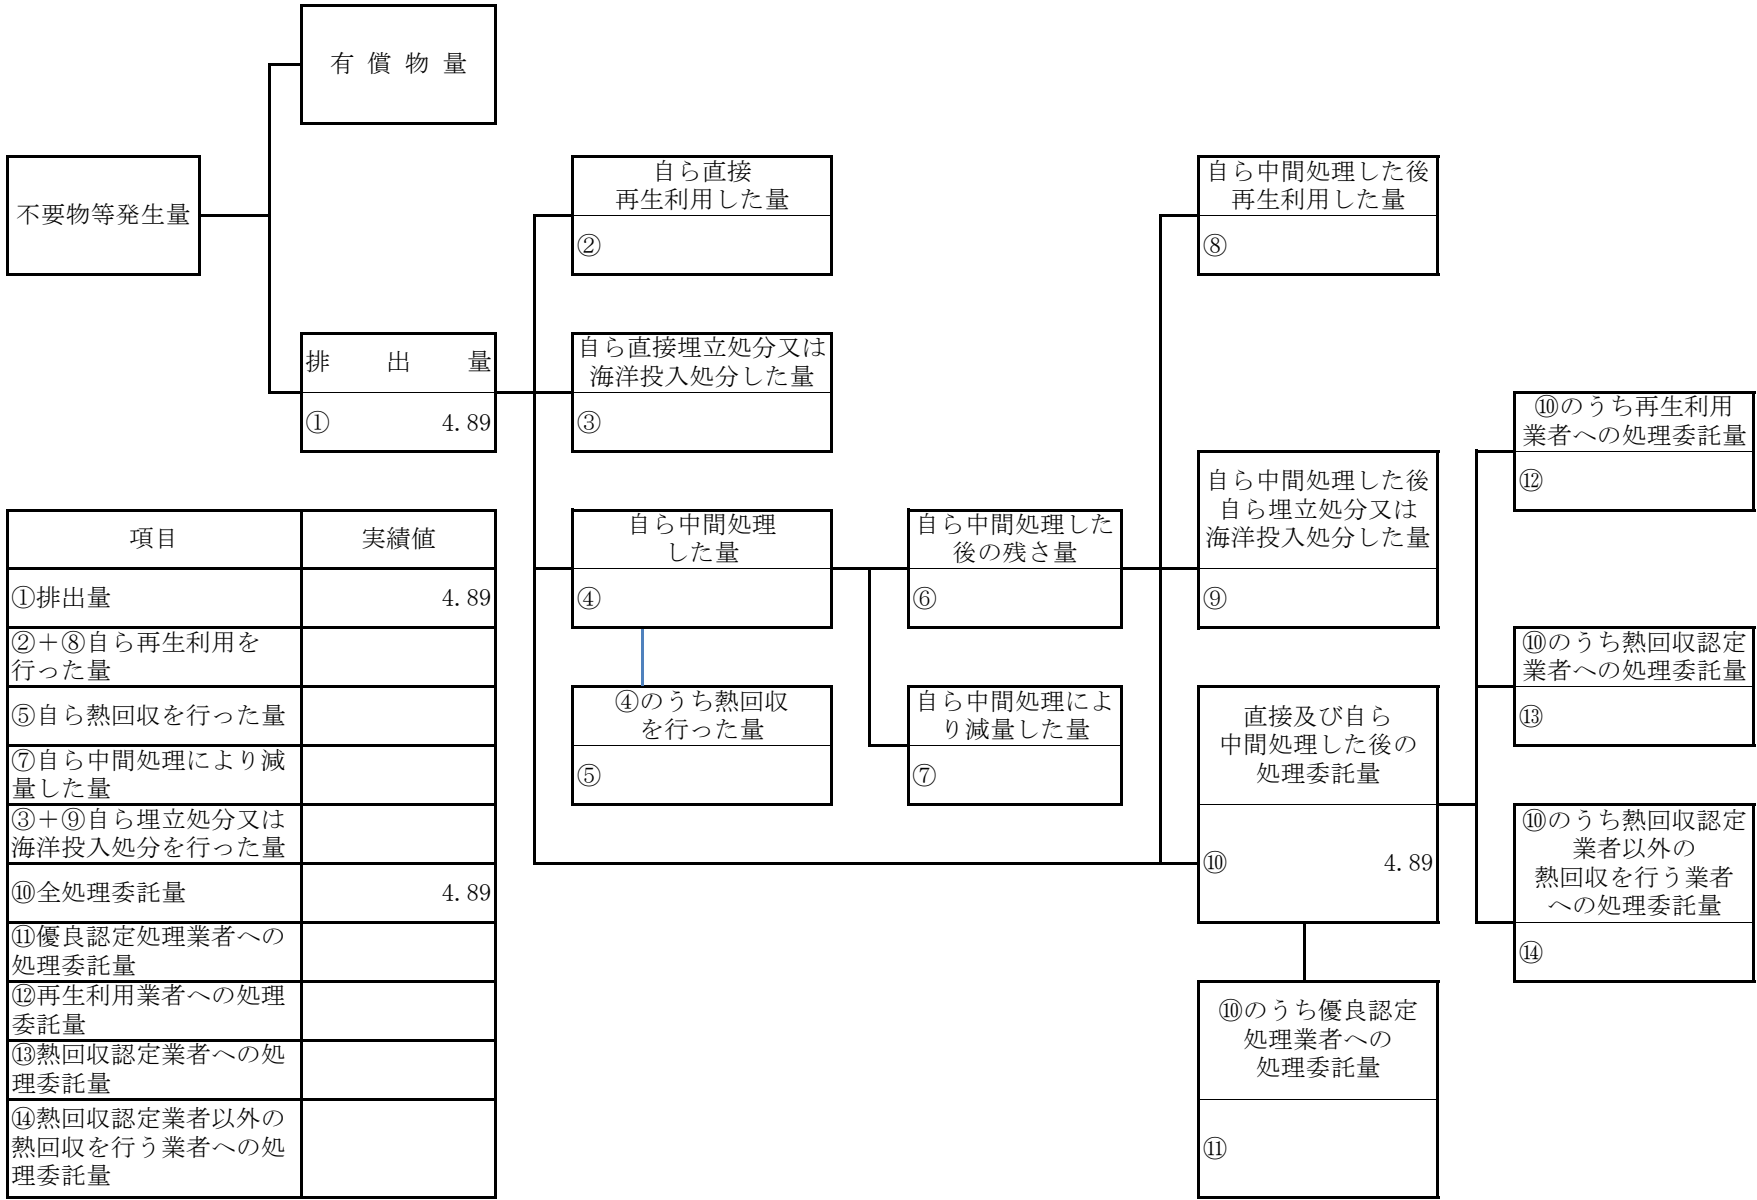 有 償 物 量
不要物等発生量
自ら直接
再生利用した量
②
自ら中間処理した後
再生利用した量
⑧
排 出 量
① 4.89
自ら直接埋立処分又は
海洋投入処分した量
③
⑩のうち再生利用
業者への処理委託量
⑫
自ら中間処理した後
自ら埋立処分又は
海洋投入処分した量
⑨
自ら中間処理
した量
④
自ら中間処理した
後の残さ量
⑥
④のうち熱回収
を行った量
⑤
自ら中間処理によ
り減量した量
⑦
直接及び自ら
中間処理した後の
処理委託量
⑩ 4.89
⑩のうち熱回収認定
業者への処理委託量
⑬
⑩のうち熱回収認定
業者以外の
熱回収を行う業者
への処理委託量
⑭
⑩のうち優良認定
処理業者への
処理委託量
⑪
項目 実績値
①排出量 4.89
②＋⑧自ら再生利用を
行った量
⑤自ら熱回収を行った量
⑦自ら中間処理により減
量した量
③＋⑨自ら埋立処分又は
海洋投入処分を行った量
⑩全処理委託量 4.89
⑪優良認定処理業者への
処理委託量
⑫再生利用業者への処理
委託量
⑬熱回収認定業者への処
理委託量
⑭熱回収認定業者以外の
熱回収を行う業者への処
理委託量